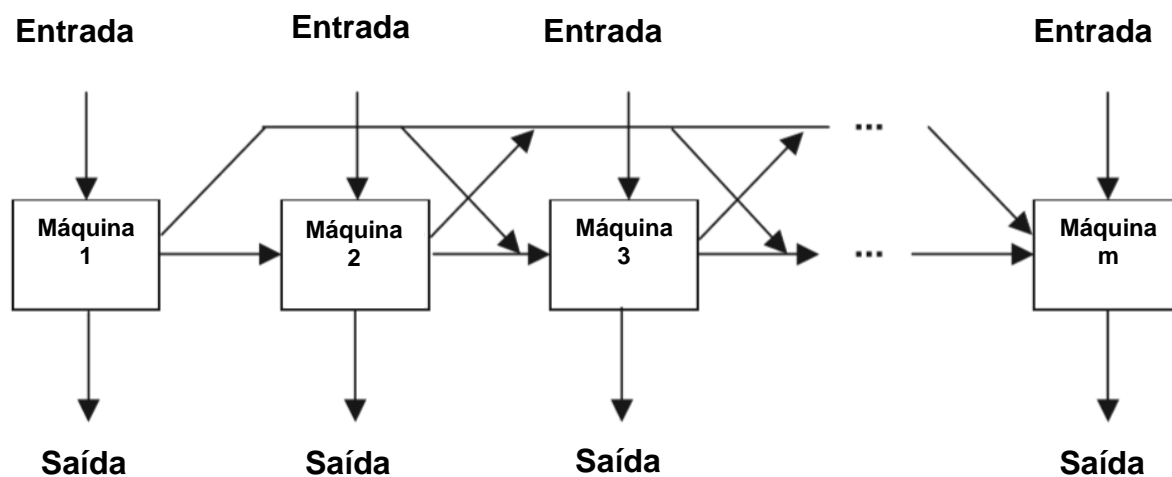 Entrada Entrada Entrada Entrada
... 
Máquina 1 Máquina 2 Máquina 3 Máquina m
...
Saída Saída Saída Saída